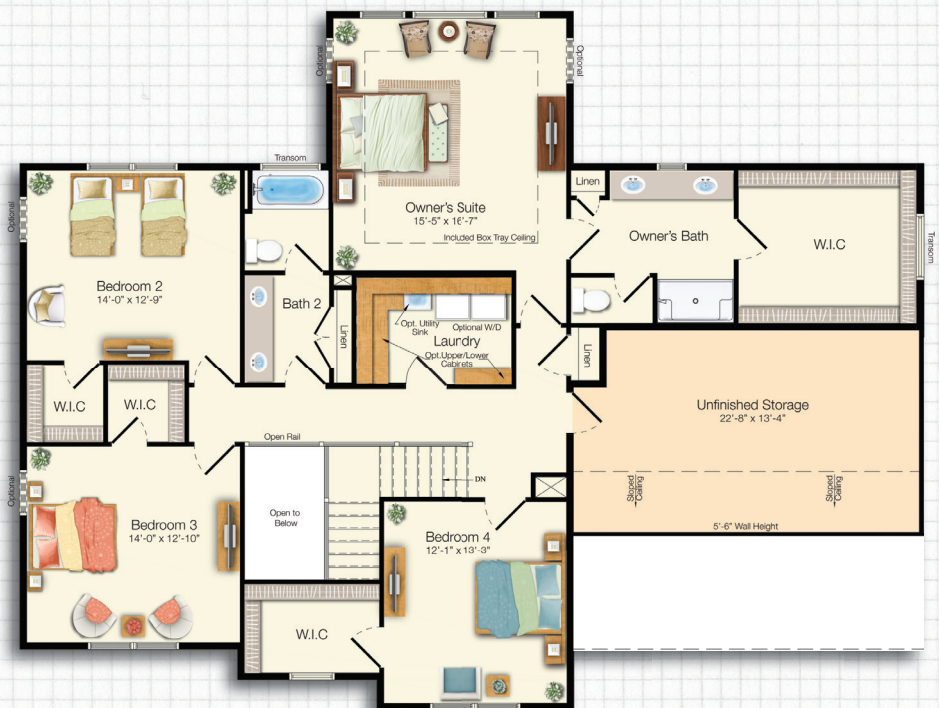 Optional
Optional
Transom
Owner's Suite
15'-5" x 16'-7"
Included Box Tray Ceiling
Linen
Owner's Bath
W.I.C
Transom
Optional
Bedroom 2
14'-0" x 12'-9"
Bath 2
Linen
Opt. Utility
Sink
Optional W/D
Laundry
Opt.Upper/Lower
Cabinets
Linen
W.I.C
W.I.C
Unfinished Storage
22'-8" x 13'-4"
Open Rail
DN
Sloped
Ceiling
Sloped
Ceiling
5'-6" Wall Height
Optional
Bedroom 3
14'-0" x 12'-10"
Open to
Below
Bedroom 4
12'-1" x 13'-3"
W.I.C